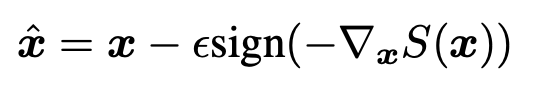 x̂ = x − ϵsign(−∇ₓS(x))